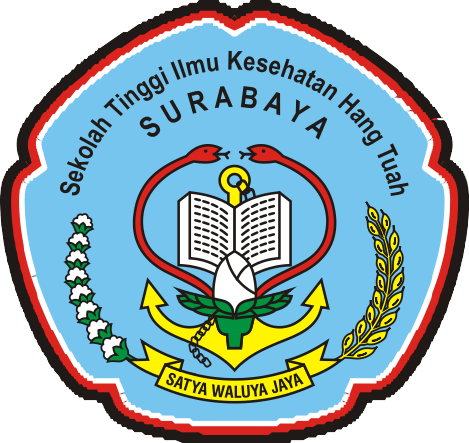 Sekolah Tinggi Ilmu Kesehatan Hang Tuah
SURABAYA
SATYA WALUYA JAYA